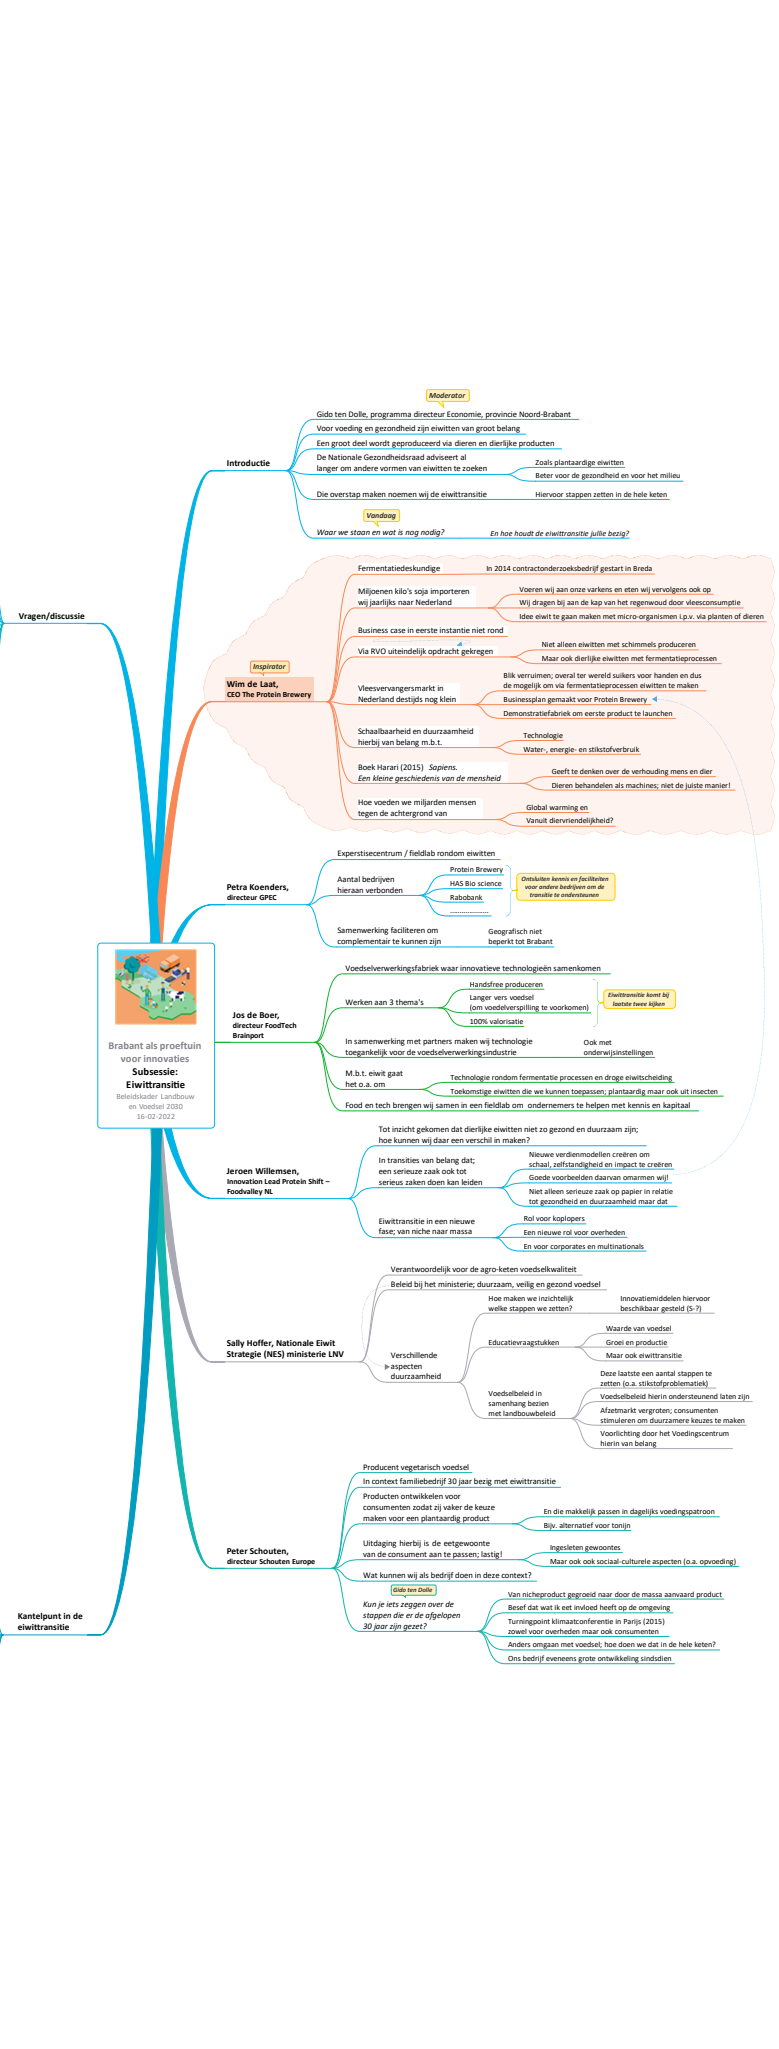 Moderator
Gido ten Dolle, programma directeur Economie, provincie Noord-Brabant
Voor voeding en gezondheid zijn eiwitten van groot belang
Een groot deel wordt geproduceerd via dieren en dierlijke producten
Introductie
De Nationale Gezondheidsraad adviseert al
langer om andere vormen van eiwitten te zoeken
Zoals plantaardige eiwitten
Beter voor de gezondheid en voor het milieu
Die overstap maken noemen wij de eiwittransitie
Hiervoor stappen zetten in de hele keten
Vandaag
Waar we staan en wat is nog nodig?
En hoe houdt de eiwittransitie jullie bezig?
Vragen/discussie
Inspirator
Wim de Laat,
CEO The Protein Brewery
Fermentatiedeskundige
In 2014 contractonderzoeksbedrijf gestart in Breda
Miljoenen kilo's soja importeren
wij jaarlijks naar Nederland
Voeren wij aan onze varkens en eten wij vervolgens ook op
Wij dragen bij aan de kap van het regenwoud door vleesconsumptie
Idee eiwit te gaan maken met micro-organismen i.p.v. via planten of dieren
Business case in eerste instantie niet rond
Via RVO uiteindelijk opdracht gekregen
Niet alleen eiwitten met schimmels produceren
Maar ook dierlijke eiwitten met fermentatieprocessen
Vleesvervangersmarkt in
Nederland destijds nog klein
Blik verruimen; overal ter wereld suikers voor handen en dus
de mogelijk om via fermentatieprocessen eiwitten te maken
Businessplan gemaakt voor Protein Brewery
Demonstratiefabriek om eerste product te launchen
Schaalbaarheid en duurzaamheid
hierbij van belang m.b.t.
Technologie
Water-, energie- en stikstofverbruik
Boek Harari (2015) Sapiens.
Een kleine geschiedenis van de mensheid
Geeft te denken over de verhouding mens en dier
Dieren behandelen als machines; niet de juiste manier!
Hoe voeden we miljarden mensen
tegen de achtergrond van
Global warming en
Vanuit diervriendelijkheid?
Petra Koenders,
directeur GPEC
Experstisecentrum / fieldlab rondom eiwitten
Aantal bedrijven
hieraan verbonden
Protein Brewery
HAS Bio science
Rabobank
...................
Ontsluiten kennis en faciliteiten
voor andere bedrijven om de
transitie te ondersteunen
Samenwerking faciliteren om
complementair te kunnen zijn
Geografisch niet
beperkt tot Brabant
Brabant als proeftuin
voor innovaties
Subsessie:
Eiwittransitie
Beleidskader Landbouw
en Voedsel 2030
16-02-2022
Jos de Boer,
directeur FoodTech
Brainport
Voedselverwerkingsfabriek waar innovatieve technologieën samenkomen
Werken aan 3 thema's
Handsfree produceren
Langer vers voedsel
(om voedelverspilling te voorkomen)
100% valorisatie
Eiwittransitie komt bij
laatste twee kijken
In samenwerking met partners maken wij technologie
toegankelijk voor de voedselverwerkingsindustrie
Ook met
onderwijsinstellingen
M.b.t. eiwit gaat
het o.a. om
Technologie rondom fermentatie processen en droge eiwitscheiding
Toekomstige eiwitten die we kunnen toepassen; plantaardig maar ook uit insecten
Food en tech brengen wij samen in een fieldlab om ondernemers te helpen met kennis en kapitaal
Jeroen Willemsen,
Innovation Lead Protein Shift –
Foodvalley NL
Tot inzicht gekomen dat dierlijke eiwitten niet zo gezond en duurzaam zijn;
hoe kunnen wij daar een verschil in maken?
In transities van belang dat;
een serieuze zaak ook tot
serieus zaken doen kan leiden
Nieuwe verdienmodellen creëren om
schaal, zelfstandigheid en impact te creëren
Goede voorbeelden daarvan omarmen wij!
Niet alleen serieuze zaak op papier in relatie
tot gezondheid en duurzaamheid maar dat
Eiwittransitie in een nieuwe
fase; van niche naar massa
Rol voor koplopers
Een nieuwe rol voor overheden
En voor corporates en multinationals
Sally Hoffer, Nationale Eiwit
Strategie (NES) ministerie LNV
Verantwoordelijk voor de agro-keten voedselkwaliteit
Beleid bij het ministerie; duurzaam, veilig en gezond voedsel
Verschillende
aspecten
duurzaamheid
Hoe maken we inzichtelijk
welke stappen we zetten?
Innovatiemiddelen hiervoor
beschikbaar gesteld (S-?)
Educatievraagstukken
Waarde van voedsel
Groei en productie
Maar ook eiwittransitie
Voedselbeleid in
samenhang bezien
met landbouwbeleid
Deze laatste een aantal stappen te
zetten (o.a. stikstofproblematiek)
Voedselbeleid hierin ondersteunend laten zijn
Afzetmarkt vergroten; consumenten
stimuleren om duurzamere keuzes te maken
Voorlichting door het Voedingscentrum
hierin van belang
Peter Schouten,
directeur Schouten Europe
Producent vegetarisch voedsel
In context familiebedrijf 30 jaar bezig met eiwittransitie
Producten ontwikkelen voor
consumenten zodat zij vaker de keuze
maken voor een plantaardig product
En die makkelijk passen in dagelijks voedingspatroon
Bijv. alternatief voor tonijn
Uitdaging hierbij is de eetgewoonte
van de consument aan te passen; lastig!
Ingesleten gewoontes
Maar ook ook sociaal-culturele aspecten (o.a. opvoeding)
Wat kunnen wij als bedrijf doen in deze context?
Gido ten Dolle
Kun je iets zeggen over de
stappen die er de afgelopen
30 jaar zijn gezet?
Van nicheproduct gegroeid naar door de massa aanvaard product
Besef dat wat ik eet invloed heeft op de omgeving
Turningpoint klimaatconferentie in Parijs (2015)
zowel voor overheden maar ook consumenten
Anders omgaan met voedsel; hoe doen we dat in de hele keten?
Ons bedrijf eveneens grote ontwikkeling sindsdien
Kantelpunt in de
eiwittransitie